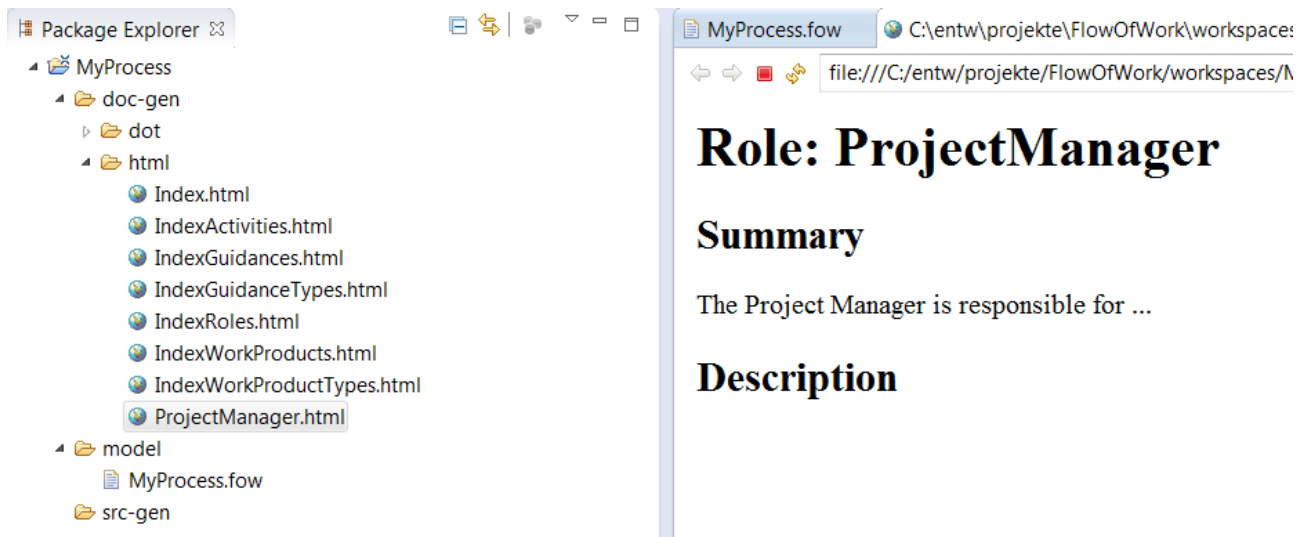 Package Explorer
MyProcess
doc-gen
dot
html
Index.html
IndexActivities.html
IndexGuidances.html
IndexGuidanceTypes.html
IndexRoles.html
IndexWorkProducts.html
IndexWorkProductTypes.html
ProjectManager.html
model
MyProcess.fow
src-gen
MyProcess.fow
C:\entw\projekte\FlowOfWork\workspaces
file:///C:/entw/projekte/FlowOfWork/workspaces/M
Role: ProjectManager
Summary
The Project Manager is responsible for ...
Description